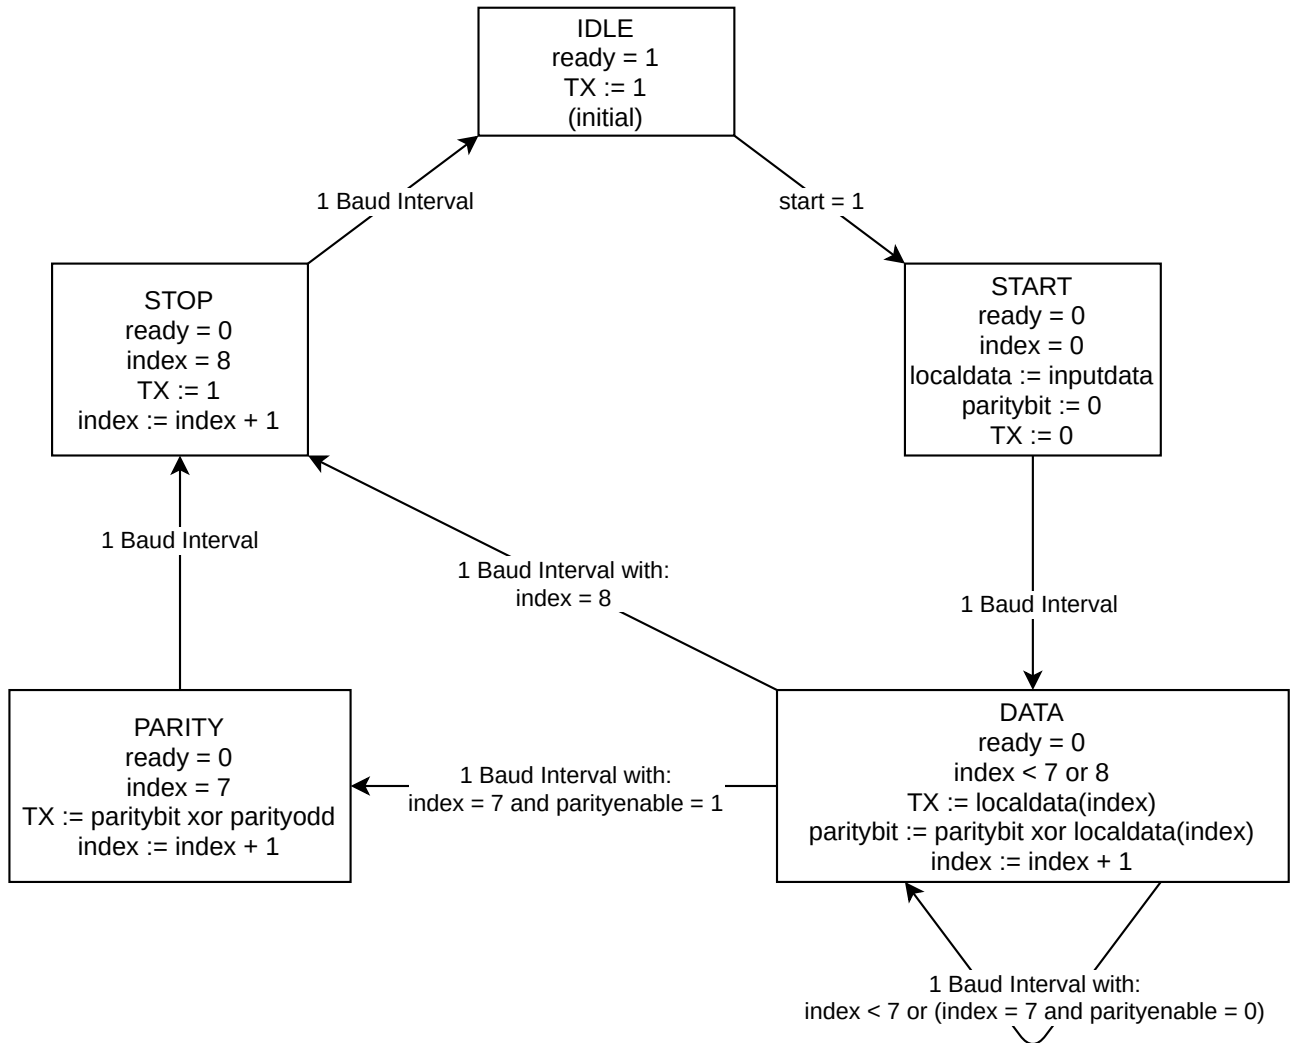 IDLE
ready = 1
TX := 1
(initial)
1 Baud Interval
start = 1
STOP
ready = 0
index = 8
TX := 1
index := index + 1
START
ready = 0
index = 0
localdata := inputdata
paritybit := 0
TX := 0
1 Baud Interval
1 Baud Interval with:
index = 8
1 Baud Interval
PARITY
ready = 0
index = 7
TX := paritybit xor parityodd
index := index + 1
1 Baud Interval with:
index = 7 and parityenable = 1
DATA
ready = 0
index < 7 or 8
TX := localdata(index)
paritybit := paritybit xor localdata(index)
index := index + 1
1 Baud Interval with:
index < 7 or (index = 7 and parityenable = 0)